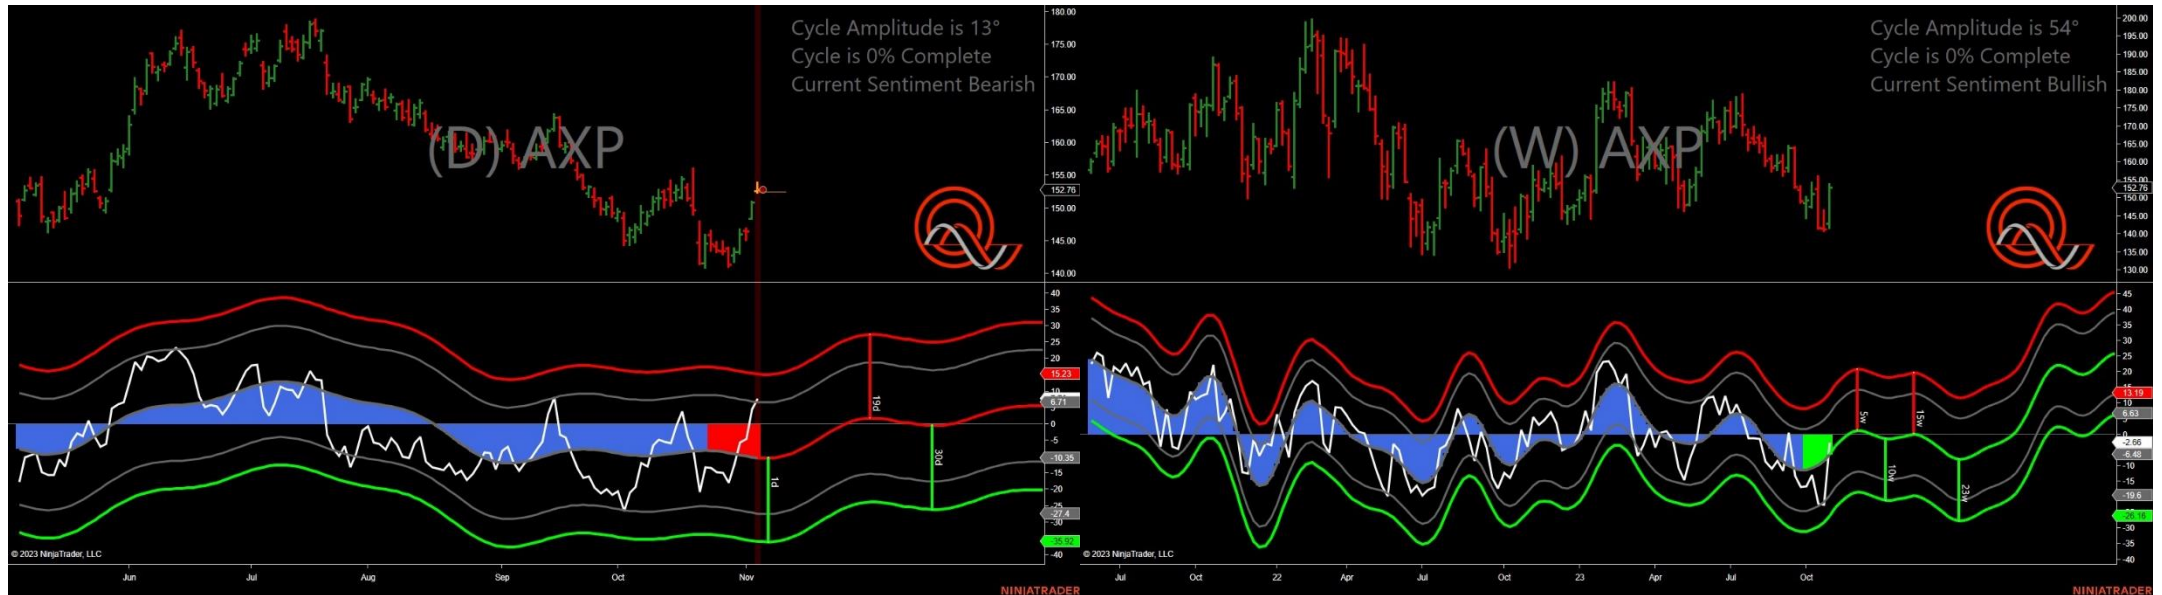 Cycle Amplitude is 13°
Cycle is 0% Complete
Current Sentiment Bearish
(D) AXP
180.00
175.00
170.00
165.00
160.00
155.00
152.76
150.00
145.00
140.00
40
35
30
25
20
15.23
6.71
0
-5
-10.35
-15
-20
-27.4
-30
-35.92
-40
19d
30d
1d
© 2023 NinjaTrader, LLC
Jun Jul Aug Sep Oct Nov
NINJATRADER
Cycle Amplitude is 54°
Cycle is 0% Complete
Current Sentiment Bullish
(W) AXP
200.00
195.00
190.00
185.00
180.00
175.00
170.00
165.00
160.00
155.00
152.76
150.00
145.00
140.00
135.00
130.00
45
40
35
30
25
20
13.19
10
6.63
-2.66
-6.48
-10
-15
-19.6
-26.16
-30
-35
-40
5w
15w
10w
23w
© 2023 NinjaTrader, LLC
Jul Oct 22 Apr Jul Oct 23 Apr Jul Oct
NINJATRADER